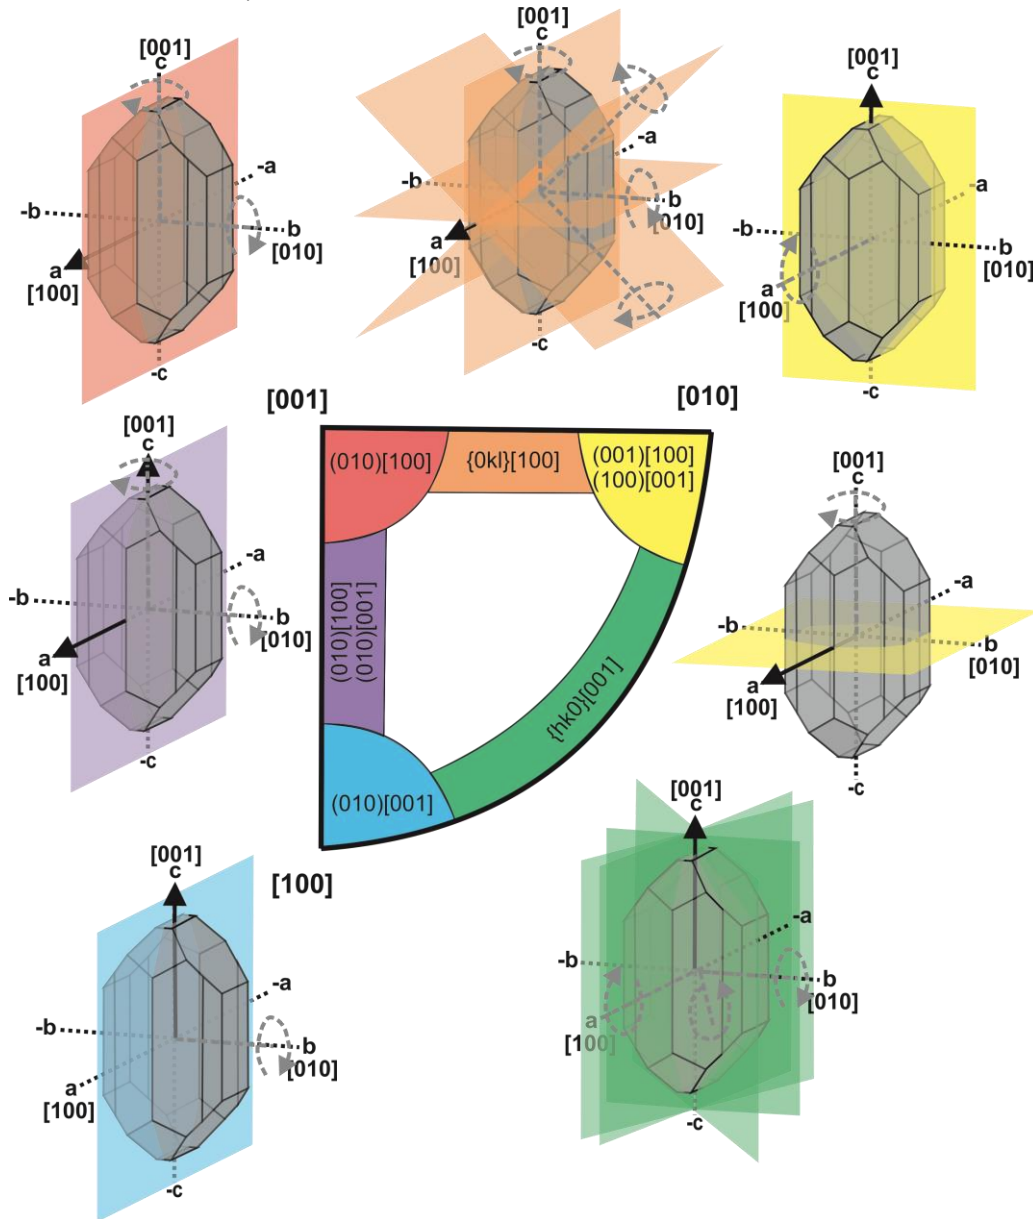 [001]
c
-a
-b
b
[010]
a
[100]
-c
[001]
c
-a
-b
b
[010]
a
[100]
-c
[001]
c
-a
-b
b
[010]
a
[100]
-c
[001]
[010]
[100]
(010)[100]
{0kl}[100]
(001)[100]
(100)[001]
(010)[100]
(010)[001]
{hk0}[001]
(010)[001]
[001]
c
-a
-b
b
[010]
a
[100]
-c
[001]
c
-a
-b
b
[010]
a
[100]
-c
[001]
c
-a
-b
b
[010]
a
[100]
-c
[001]
c
-a
-b
b
[010]
a
[100]
-c